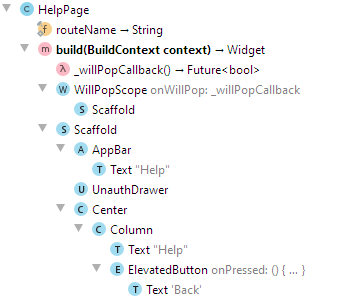 C HelpPage
f routeName → String
m build(BuildContext context) → Widget
λ _willPopCallback() → Future<bool>
W WillPopScope onWillPop: _willPopCallback
S Scaffold
S Scaffold
A AppBar
T Text "Help"
U UnauthDrawer
C Center
C Column
T Text "Help"
E ElevatedButton onPressed: () { ... }
T Text 'Back'